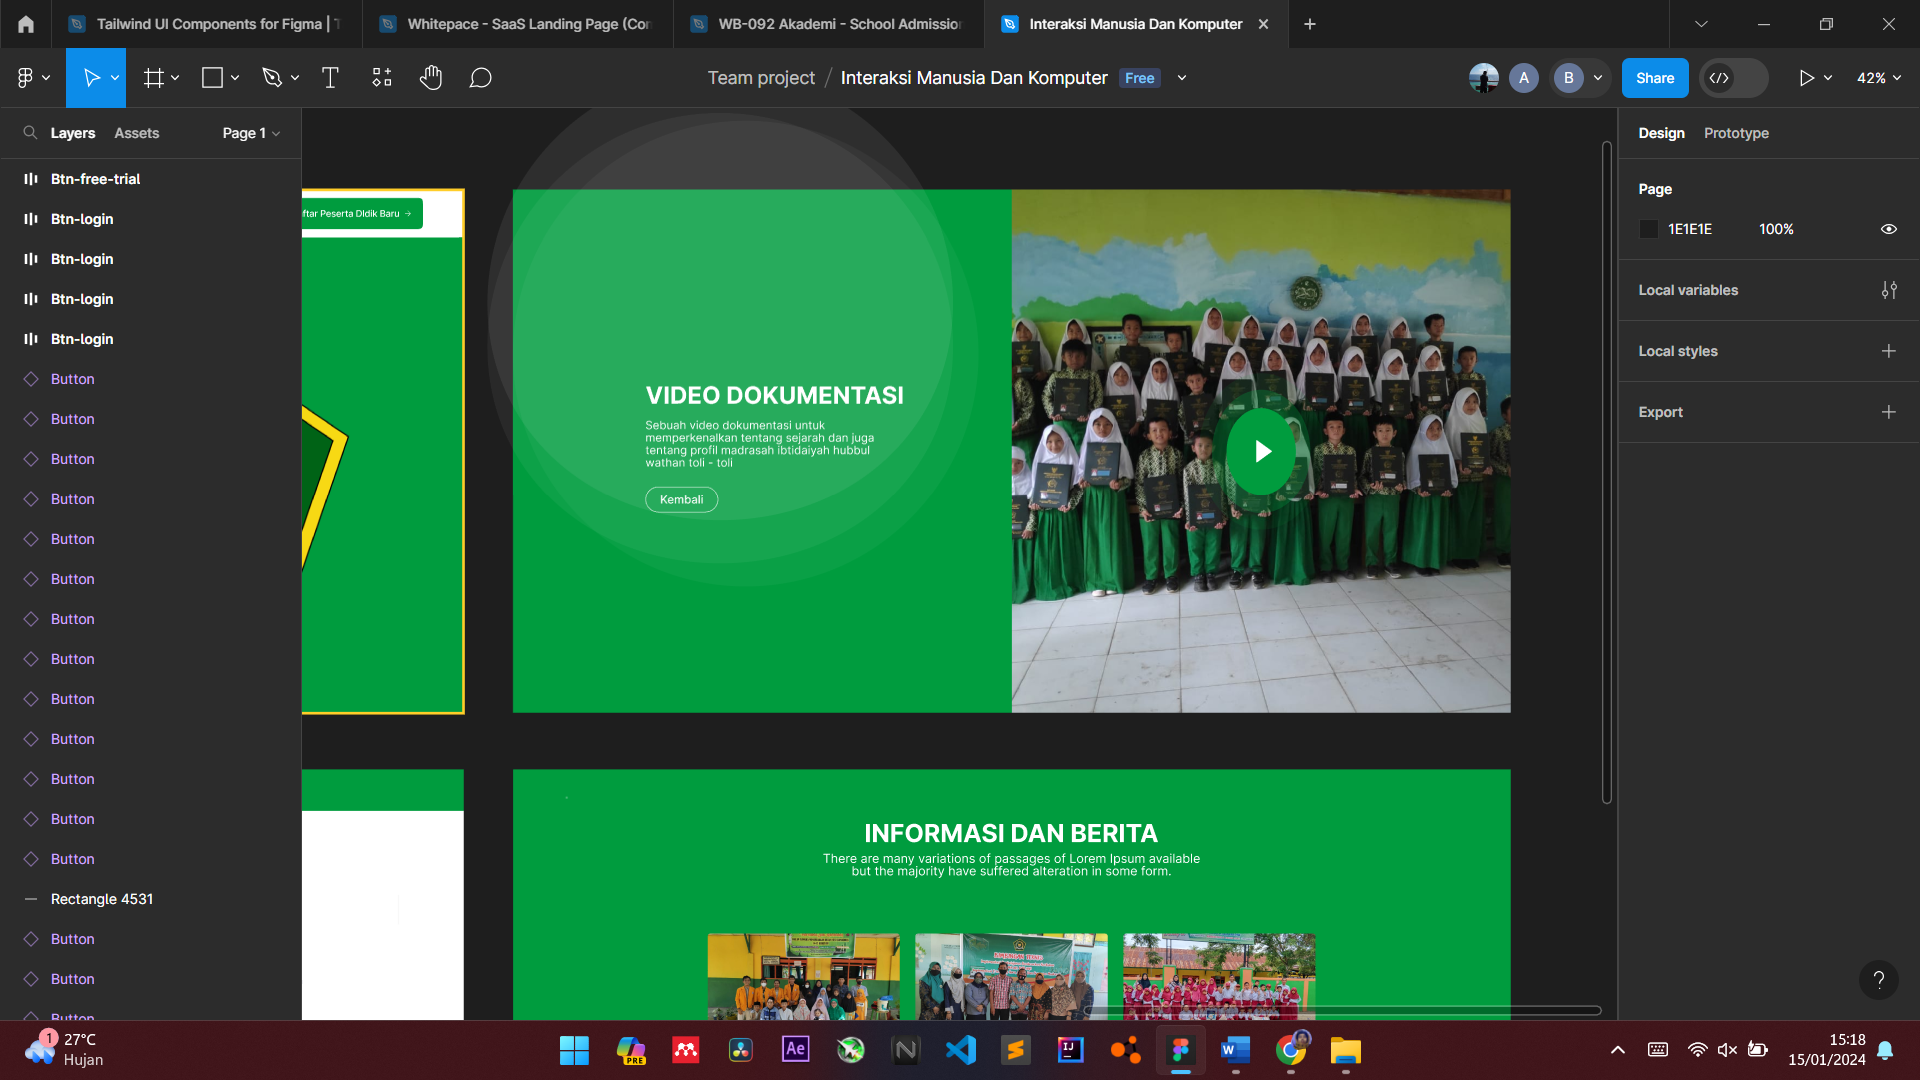 Tailwind UI Components for Figma | T
Whitepace - SaaS Landing Page (Con
WB-092 Akademi - School Admission
Interaksi Manusia Dan Komputer
Team project / Interaksi Manusia Dan Komputer Free
A
B
Share
42%
Layers
Assets
Page 1
Btn-free-trial
Btn-login
Btn-login
Btn-login
Btn-login
Button
Button
Button
Button
Button
Button
Button
Button
Button
Button
Button
Button
Button
Rectangle 4531
Button
Button
Button
ftar Peserta Didik Baru →
VIDEO DOKUMENTASI
Sebuah video dokumentasi untuk
memperkenalkan tentang sejarah dan juga
tentang profil madrasah ibtidaiyah hubbul
wathan toli - toli
Kembali
INFORMASI DAN BERITA
There are many variations of passages of Lorem Ipsum available
but the majority have suffered alteration in some form.
Design
Prototype
Page
1E1E1E
100%
Local variables
Local styles
Export
?
1
27°C
Hujan
PRE
Ae
N
IJ
W
15:18
15/01/2024